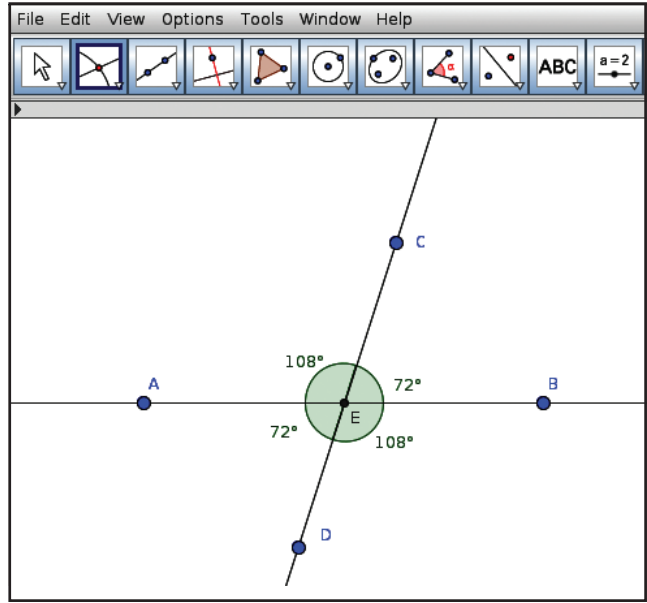 File Edit View Options Tools Window Help
α ABC a=2
C
108°
A 72° B
E
72° 108°
D